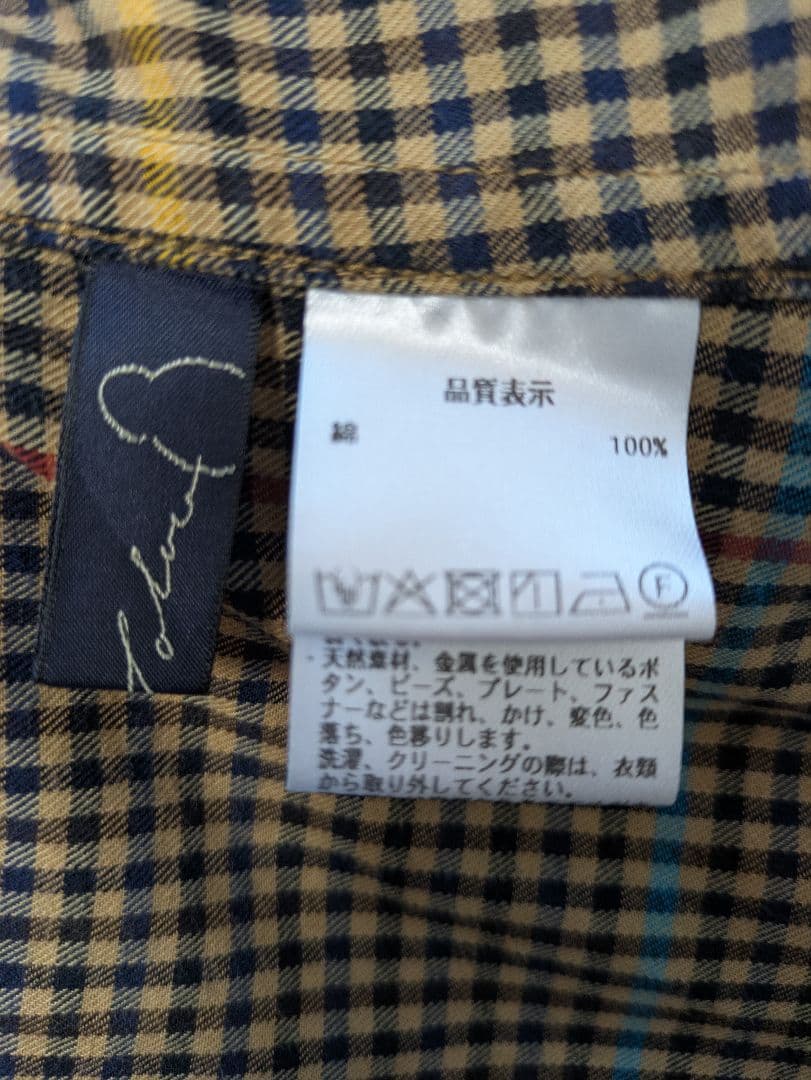 品質表示
綿 100%
F
・天然素材、金属を使用しているボ
タン、ビーズ、プレート、ファス
ナーなどは割れ、かけ、変色、色
落ち、色移りします。
洗濯、クリーニングの際は、衣類
から取り外してください。